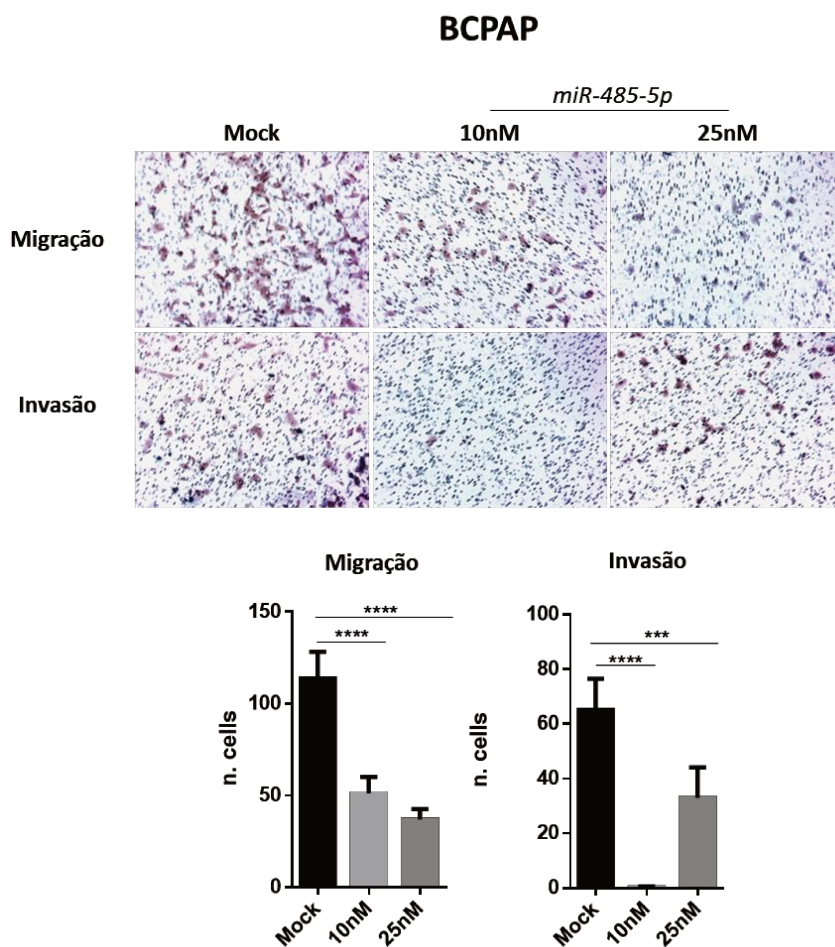 BCPAP
miR-485-5p
Mock 10nM 25nM
Migração
Invasão
Migração
150
100
50
0
n. cells
****
****
Mock 10nM 25nM
Invasão
100
80
60
40
20
0
n. cells
***
****
Mock 10nM 25nM